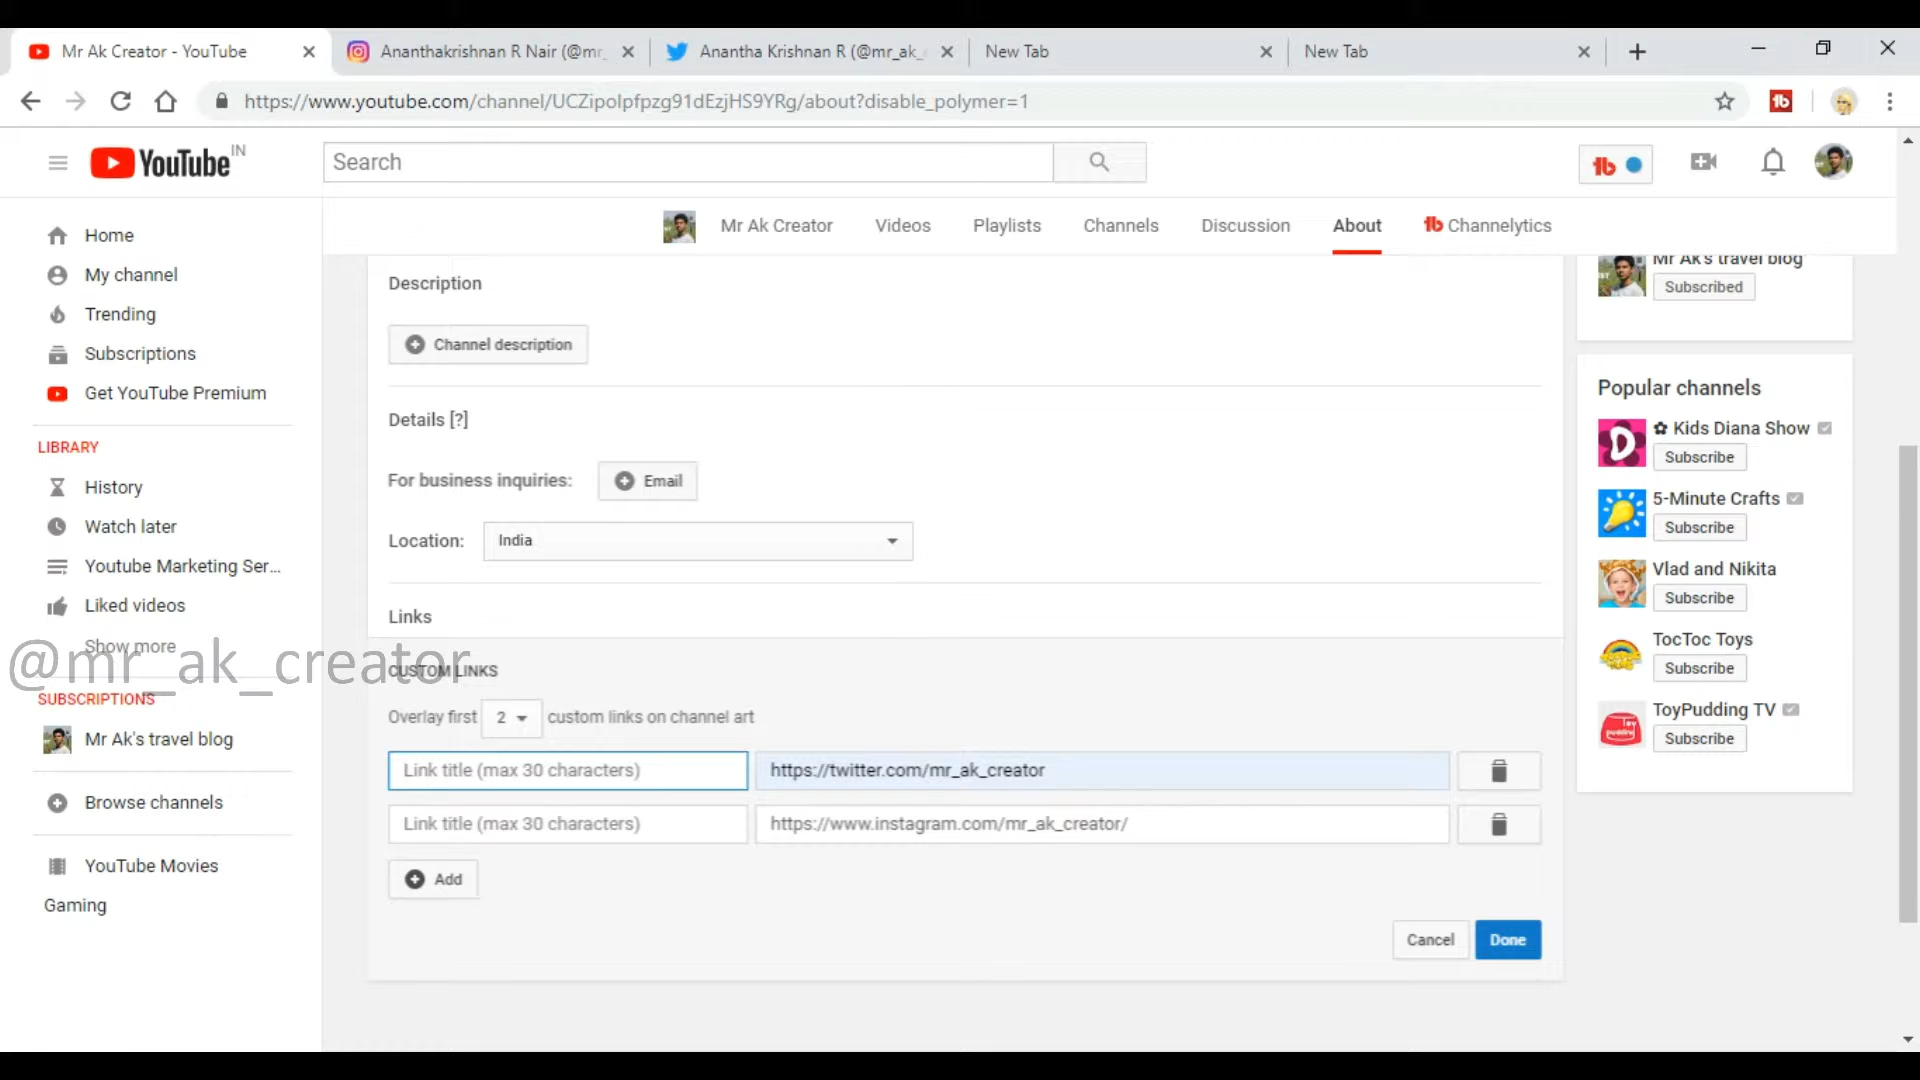 Mr Ak Creator - YouTube
Ananthakrishnan R Nair (@mr_
Anantha Krishnan R (@mr_ak_
New Tab
New Tab
https://www.youtube.com/channel/UCZipolpfpzg91dEzjHS9YRg/about?disable_polymer=1
YouTube IN
Search
Mr Ak Creator
Videos
Playlists
Channels
Discussion
About
Channelytics
Home
My channel
Trending
Subscriptions
Get YouTube Premium
LIBRARY
History
Watch later
Youtube Marketing Ser...
Liked videos
Show more
@mr_ak_creator
SUBSCRIPTIONS
Mr Ak's travel blog
Browse channels
YouTube Movies
Gaming
Description
Channel description
Details [?]
For business inquiries:
Email
Location:
India
Links
CUSTOM LINKS
Overlay first 2 custom links on channel art
Link title (max 30 characters)
https://twitter.com/mr_ak_creator
Link title (max 30 characters)
https://www.instagram.com/mr_ak_creator/
Add
Cancel
Done
Mr Ak's travel blog
Subscribed
Popular channels
✿ Kids Diana Show
Subscribe
5-Minute Crafts
Subscribe
Vlad and Nikita
Subscribe
TocToc Toys
Subscribe
ToyPudding TV
Subscribe